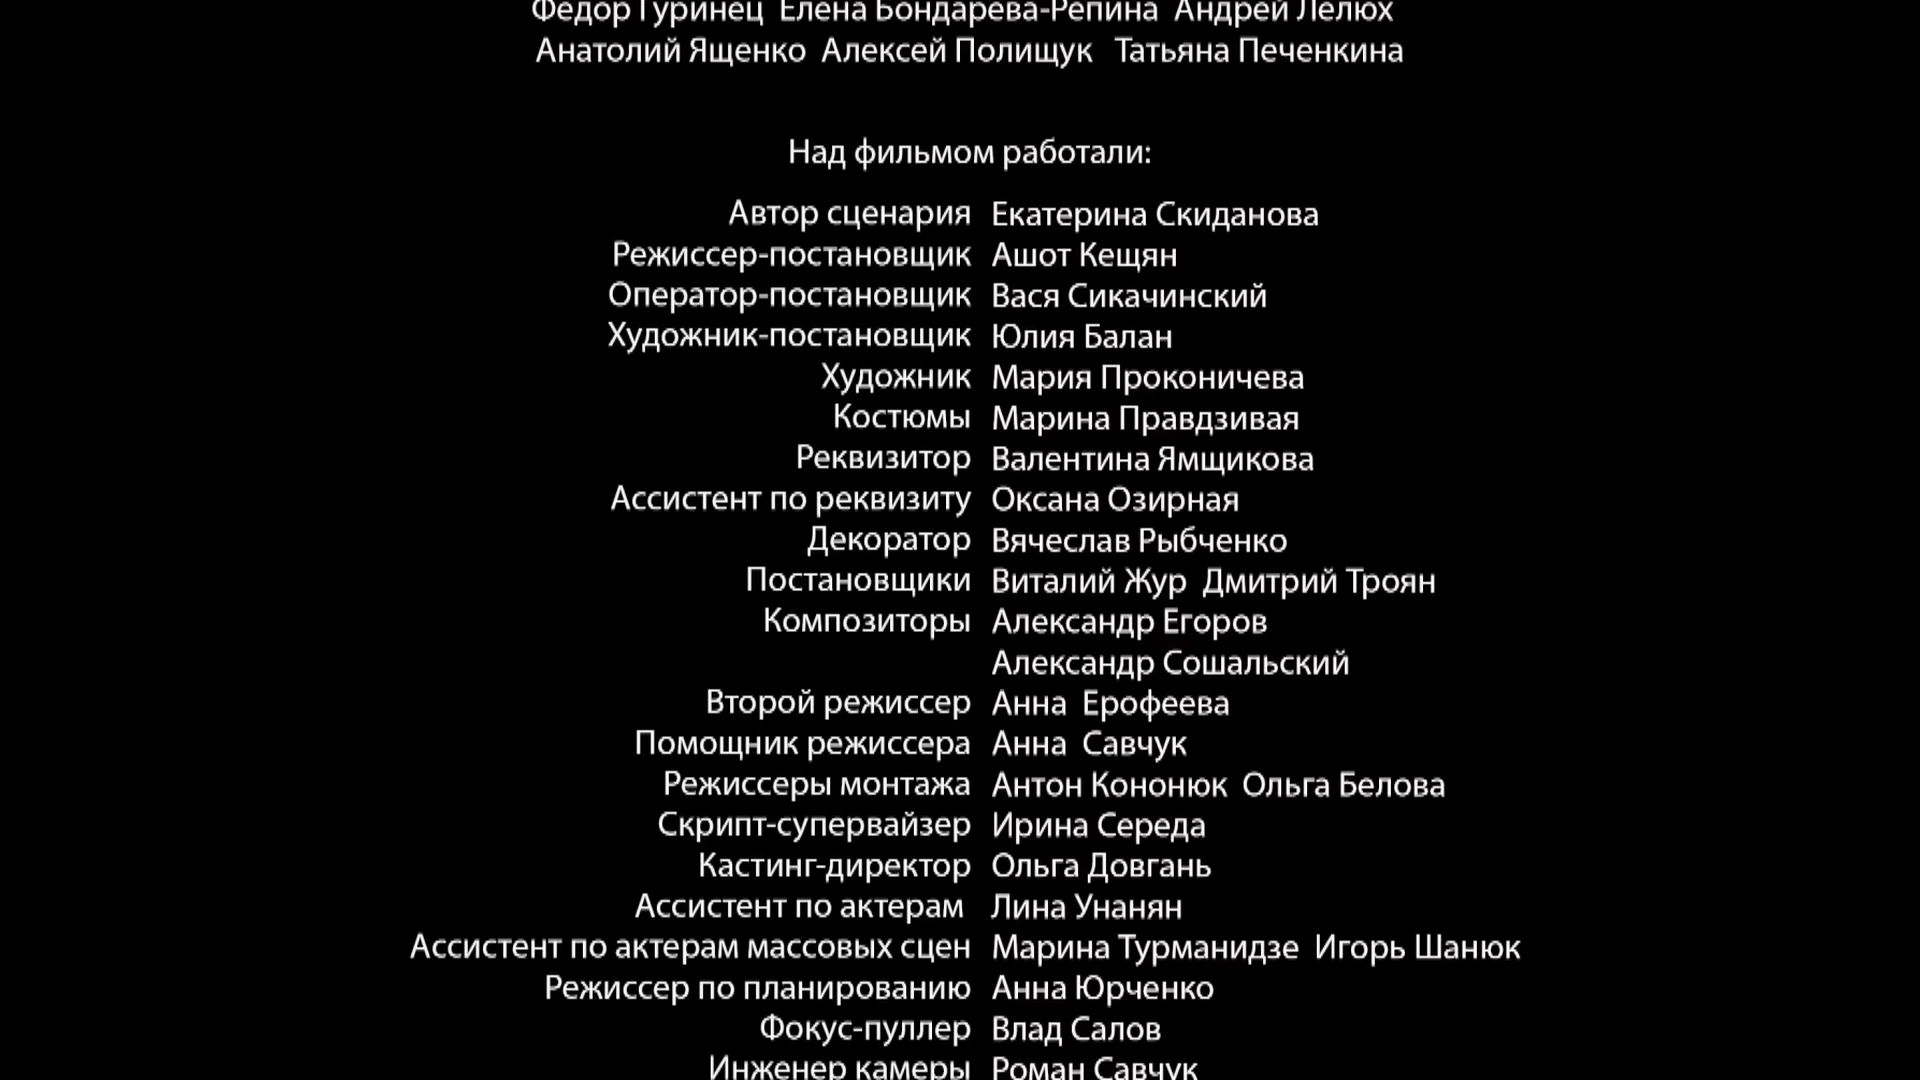 Федор Гуринец Елена Бондарева-Репина Андрей Лелюх
Анатолий Ященко Алексей Полищук Татьяна Печенкина
Над фильмом работали:
Автор сценария Екатерина Скиданова
Режиссер-постановщик Ашот Кещян
Оператор-постановщик Вася Сикачинский
Художник-постановщик Юлия Балан
Художник Мария Проконичева
Костюмы Марина Правдзивая
Реквизитор Валентина Ямщикова
Ассистент по реквизиту Оксана Озирная
Декоратор Вячеслав Рыбченко
Постановщики Виталий Жур Дмитрий Троян
Композиторы Александр Егоров
Александр Сошальский
Второй режиссер Анна Ерофеева
Помощник режиссера Анна Савчук
Режиссеры монтажа Антон Кононюк Ольга Белова
Скрипт-супервайзер Ирина Середа
Кастинг-директор Ольга Довгань
Ассистент по актерам Лина Унанян
Ассистент по актерам массовых сцен Марина Турманидзе Игорь Шанюк
Режиссер по планированию Анна Юрченко
Фокус-пуллер Влад Салов
Инженер камеры Роман Савчук